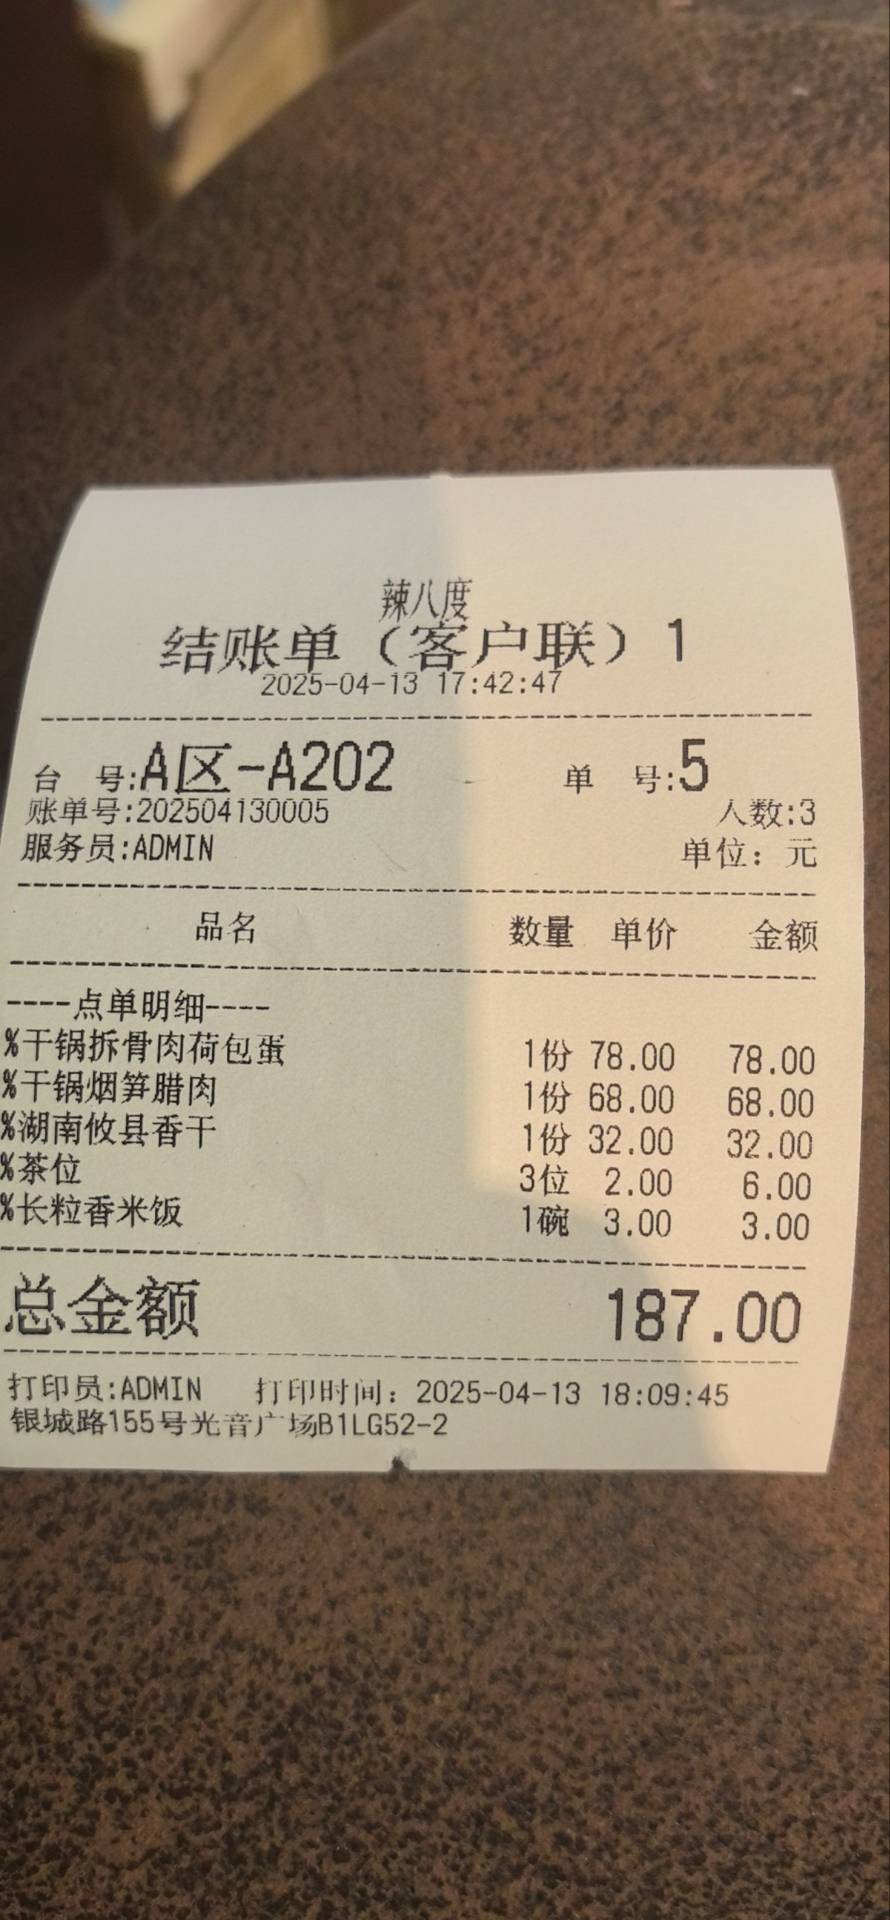 辣八度
结账单（客户联）1
2025-04-13 17:42:47
台 号:A区-A202 单 号:5
账单号:202504130005 人数:3
服务员:ADMIN 单位：元
品名 数量 单价 金额
----点单明细----
%干锅拆骨肉荷包蛋 1份 78.00 78.00
%干锅烟笋腊肉 1份 68.00 68.00
%湖南攸县香干 1份 32.00 32.00
%茶位 3位 2.00 6.00
%长粒香米饭 1碗 3.00 3.00
总金额 187.00
打印员:ADMIN 打印时间：2025-04-13 18:09:45
银城路155号光音广场B1LG52-2